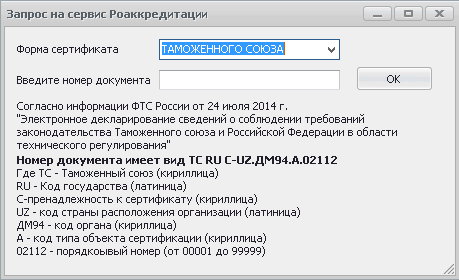 Запрос на сервис Роаккредитации
Форма сертификата
ТАМОЖЕННОГО СОЮЗА
Введите номер документа
OK
Согласно информации ФТС России от 24 июля 2014 г.
"Электронное декларирование сведений о соблюдении требований
законодательства Таможенного союза и Российской Федерации в области
технического регулирования"
Номер документа имеет вид ТС RU С-UZ.ДМ94.А.02112
Где ТС - Таможенный союз (кириллица)
RU - Код государства (латиница)
С-пренадлежность к сертификату (кириллица)
UZ - код страны расположения организации (латиница)
ДМ94 - код органа (кириллица)
А - код типа объекта сертификации (кириллица)
02112 - порядкоывый номер (от 00001 до 99999)